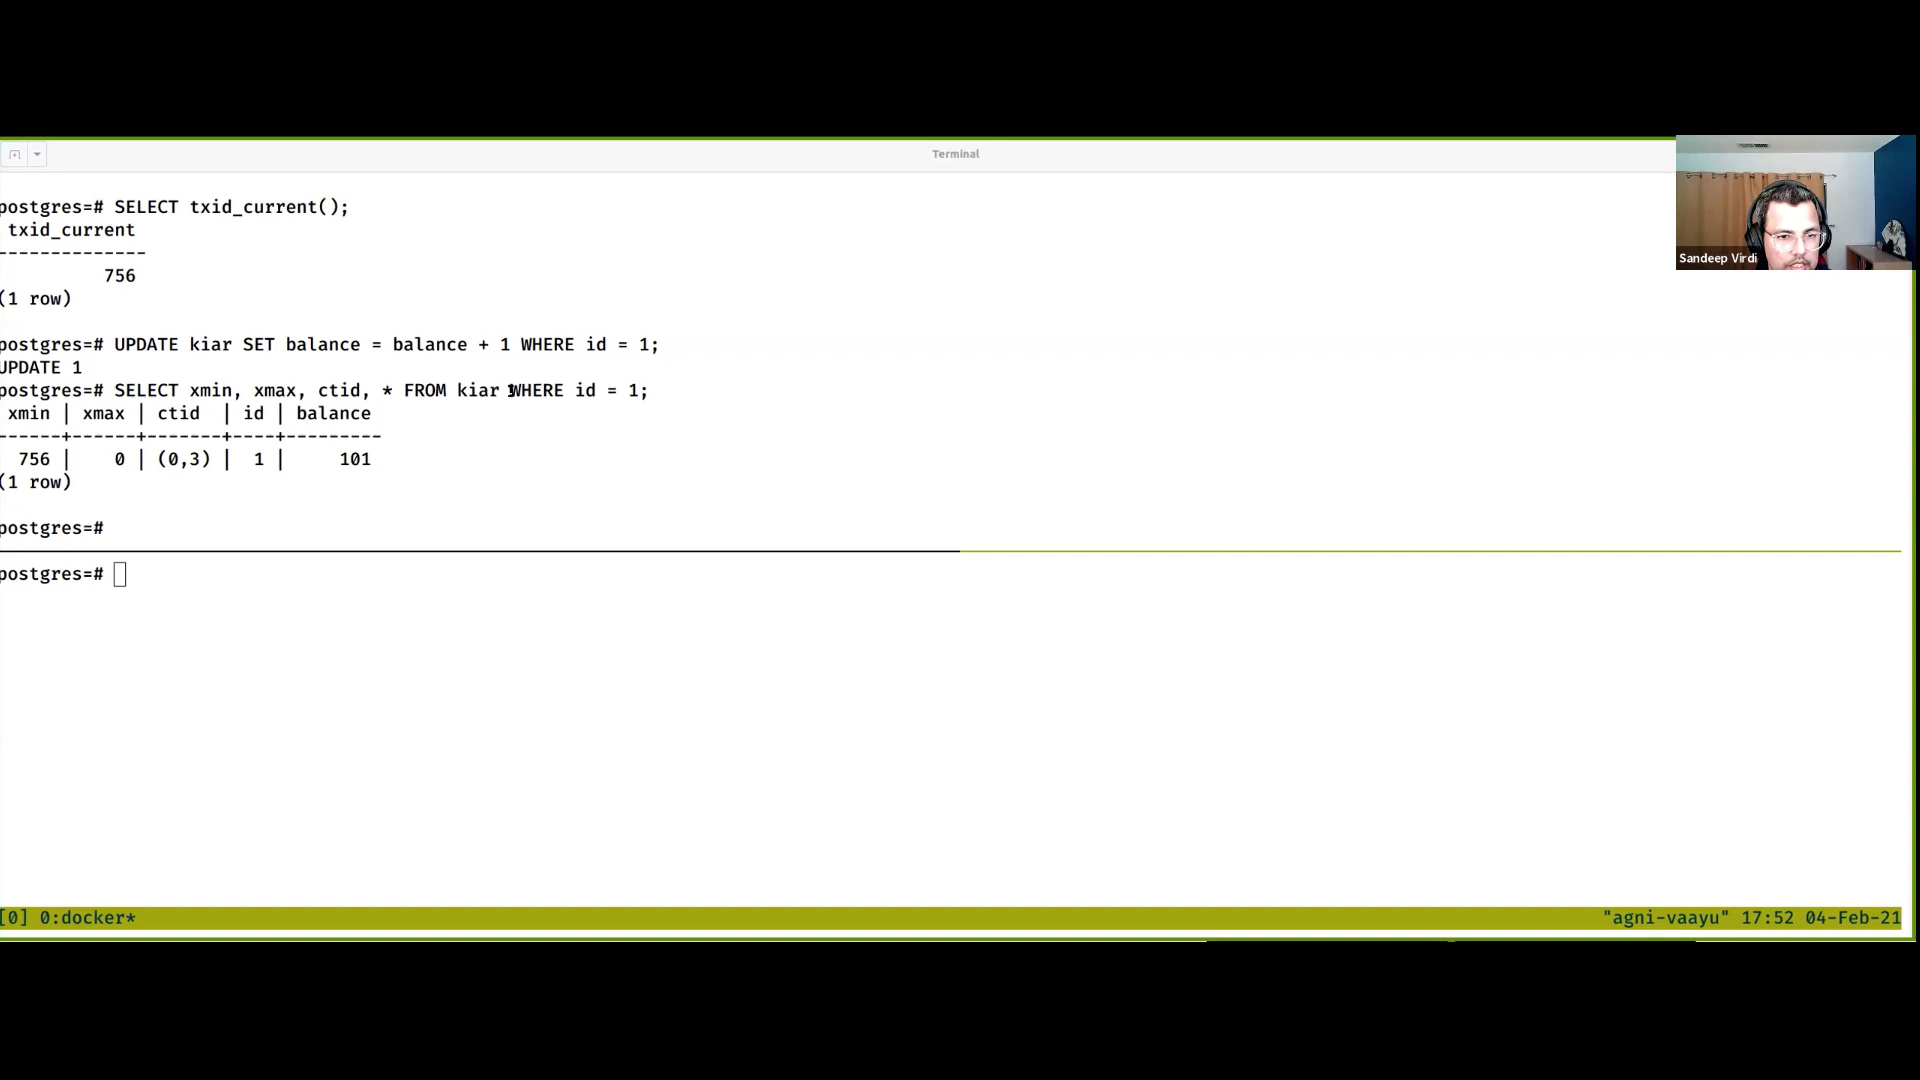 Terminal
postgres=# SELECT txid_current();
txid_current
--------------
756
(1 row)
postgres=# UPDATE kiar SET balance = balance + 1 WHERE id = 1;
UPDATE 1
postgres=# SELECT xmin, xmax, ctid, * FROM kiar WHERE id = 1;
xmin | xmax | ctid  | id | balance
------+------+-------+----+---------
756 |    0 | (0,3) |  1 |     101
(1 row)
postgres=#
postgres=#
[0] 0:docker* "agni-vaayu" 17:52 04-Feb-21
Sandeep Virdi